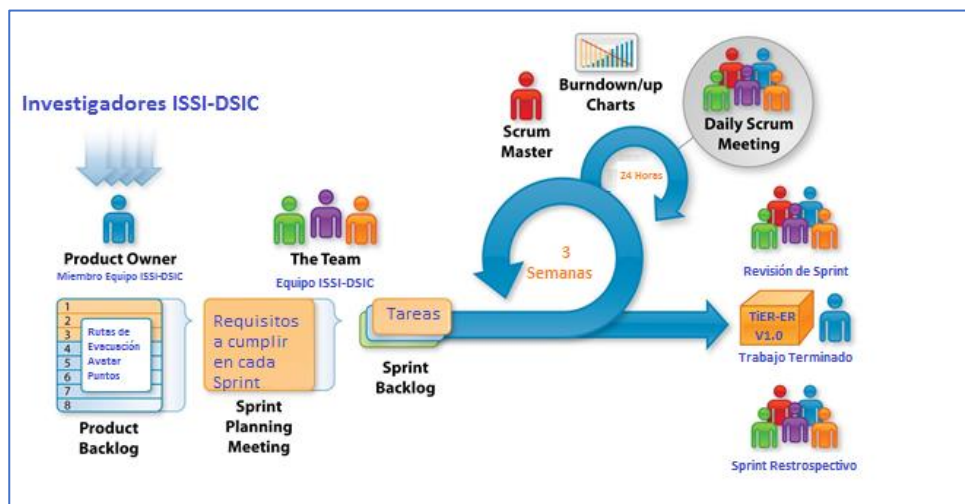 Investigadores ISSI-DSIC
Product Owner
Miembro Equipo ISSI-DSIC
1
2
3
4
5
6
7
8
Rutas de
Evacuación
Avatar
Puntos
Product
Backlog
The Team
Equipo ISSI-DSIC
Requisitos
a cumplir
en cada
Sprint
Sprint
Planning
Meeting
Tareas
Sprint
Backlog
Scrum
Master
Burndown/up
Charts
24 Horas
Daily Scrum
Meeting
3
Semanas
Revisión de Sprint
TiER-ER
V1.0
Trabajo Terminado
Sprint Restrospectivo